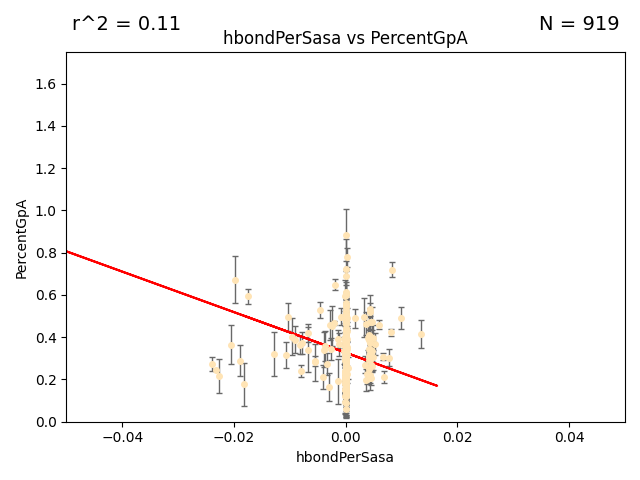 r^2 = 0.11
N = 919
hbondPerSasa vs PercentGpA
PercentGpA
1.6
1.4
1.2
1.0
0.8
0.6
0.4
0.2
0.0
−0.04
−0.02
0.00
0.02
0.04
hbondPerSasa